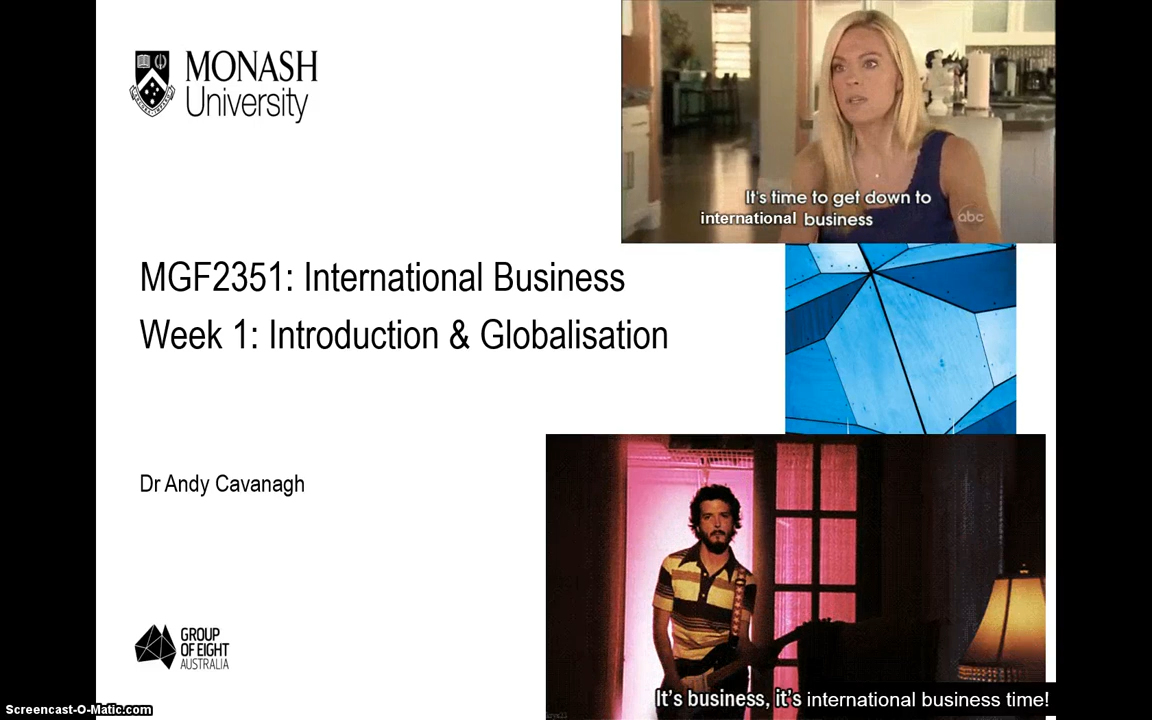 MONASH
University
It's time to get down to
international business
abc
MGF2351: International Business
Week 1: Introduction & Globalisation
Dr Andy Cavanagh
GROUP
OF EIGHT
AUSTRALIA
It's business, it's international business time!
Screencast-O-Matic.com